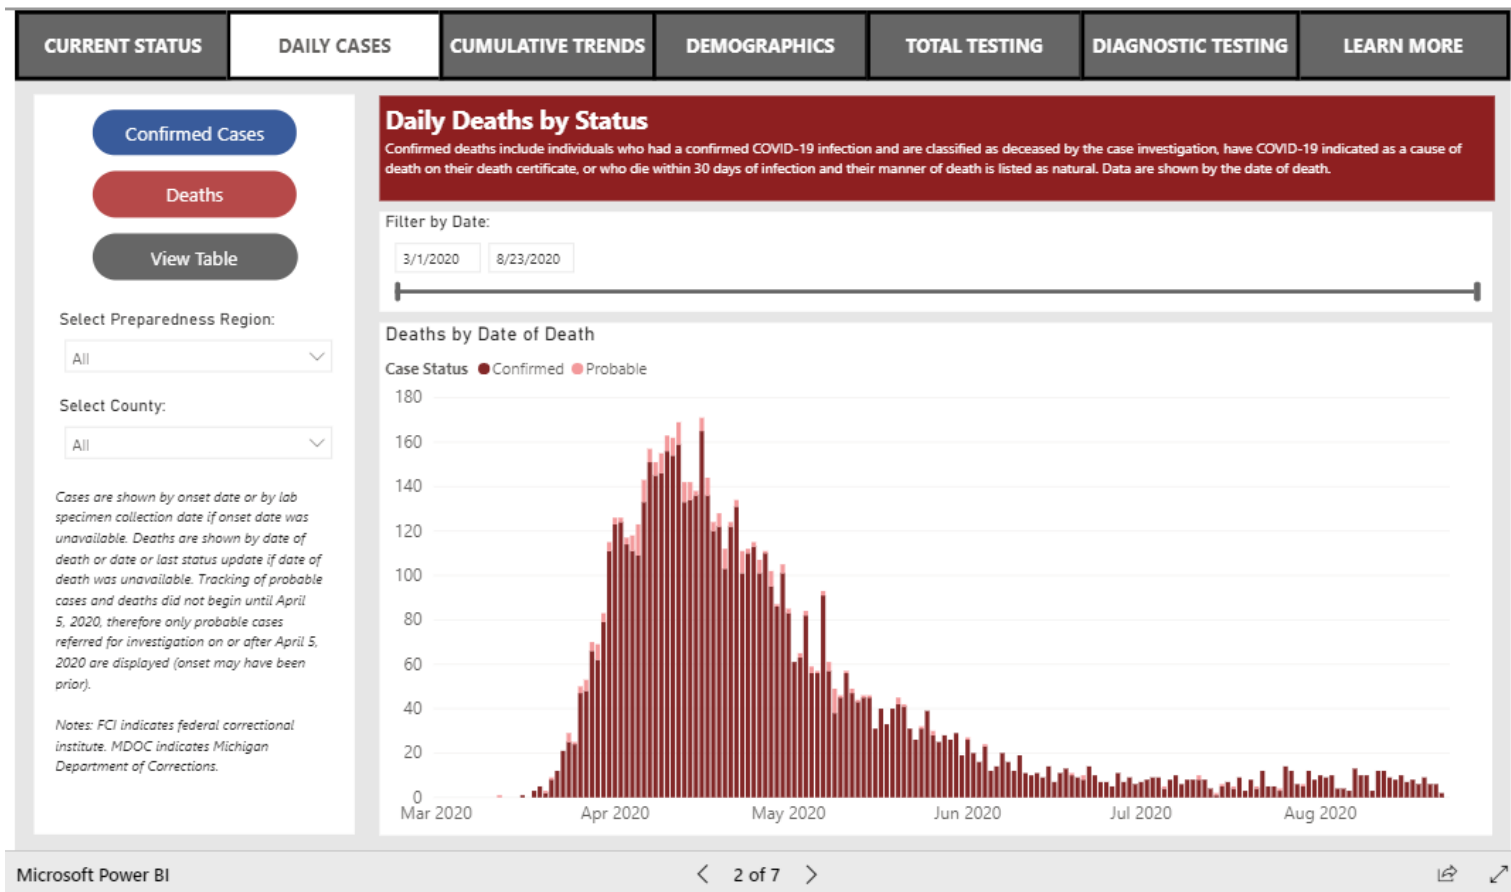 CURRENT STATUS
DAILY CASES
CUMULATIVE TRENDS
DEMOGRAPHICS
TOTAL TESTING
DIAGNOSTIC TESTING
LEARN MORE
Confirmed Cases
Deaths
View Table
Select Preparedness Region:
All
Select County:
All
Cases are shown by onset date or by lab
specimen collection date if onset date was
unavailable. Deaths are shown by date of
death or date or last status update if date of
death was unavailable. Tracking of probable
cases and deaths did not begin until April
5, 2020, therefore only probable cases
referred for investigation on or after April 5,
2020 are displayed (onset may have been
prior).
Notes: FCI indicates federal correctional
institute. MDOC indicates Michigan
Department of Corrections.
Daily Deaths by Status
Confirmed deaths include individuals who had a confirmed COVID-19 infection and are classified as deceased by the case investigation, have COVID-19 indicated as a cause of
death on their death certificate, or who die within 30 days of infection and their manner of death is listed as natural. Data are shown by the date of death.
Filter by Date:
3/1/2020 8/23/2020
Deaths by Date of Death
Case Status Confirmed Probable
180
160
140
120
100
80
60
40
20
0
Mar 2020 Apr 2020 May 2020 Jun 2020 Jul 2020 Aug 2020
Microsoft Power BI
2 of 7